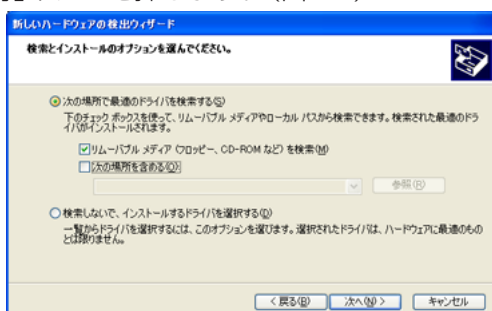 新しいハードウェアの検出ウィザード
検索とインストールのオプションを選んでください。
次の場所で最適のドライバを検索する(S)
下のチェック ボックスを使って、リムーバブル メディアやローカル パスから検索できます。検索された最適のドラ
イバがインストールされます。
リムーバブル メディア (フロッピー、CD-ROM など) を検索(M)
次の場所を含める(O):
参照(R)
検索しないで、インストールするドライバを選択する(D)
一覧からドライバを選択するには、このオプションを選びます。選択されたドライバは、ハードウェアに最適のもの
とは限りません。
< 戻る(B)
次へ(N) >
キャンセル